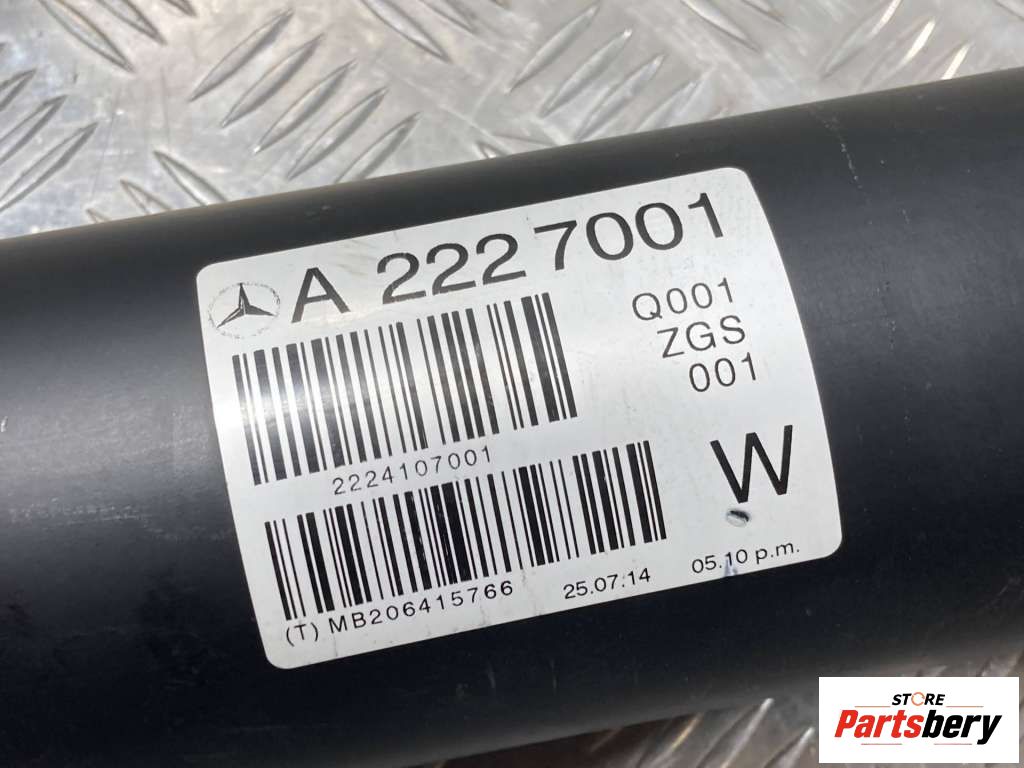 A 222 7001
Q001
ZGS
001
2224107001
W
(T) MB206415766 25.07.14 05.10 p.m.
STORE
Partsbery